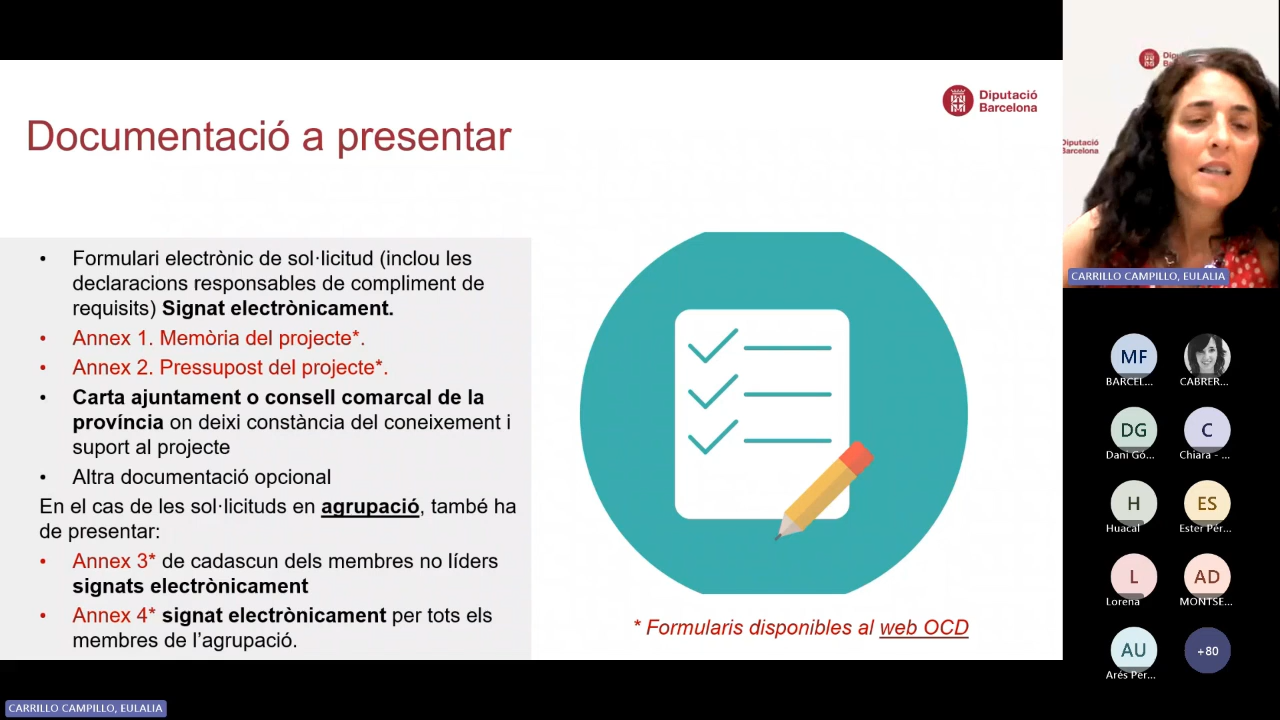 Diputació
Barcelona
Documentació a presentar
• Formulari electrònic de sol·licitud (inclou les
declaracions responsables de compliment de
requisits) Signat electrònicament.
• Annex 1. Memòria del projecte*.
• Annex 2. Pressupost del projecte*.
• Carta ajuntament o consell comarcal de la
província on deixi constància del coneixement i
suport al projecte
• Altra documentació opcional
En el cas de les sol·licituds en agrupació, també ha
de presentar:
• Annex 3* de cadascun dels membres no líders
signats electrònicament
• Annex 4* signat electrònicament per tots els
membres de l'agrupació.
* Formularis disponibles al web OCD
Barcelona
CARRILLO CAMPILLO, EULALIA
MF
BARCEL...
CABRER...
DG
Dani Gó...
C
Chiara - ...
H
Huacal
ES
Ester Pér...
L
Lorena
AD
MONTSE...
AU
Arés Per...
+80
CARRILLO CAMPILLO, EULALIA